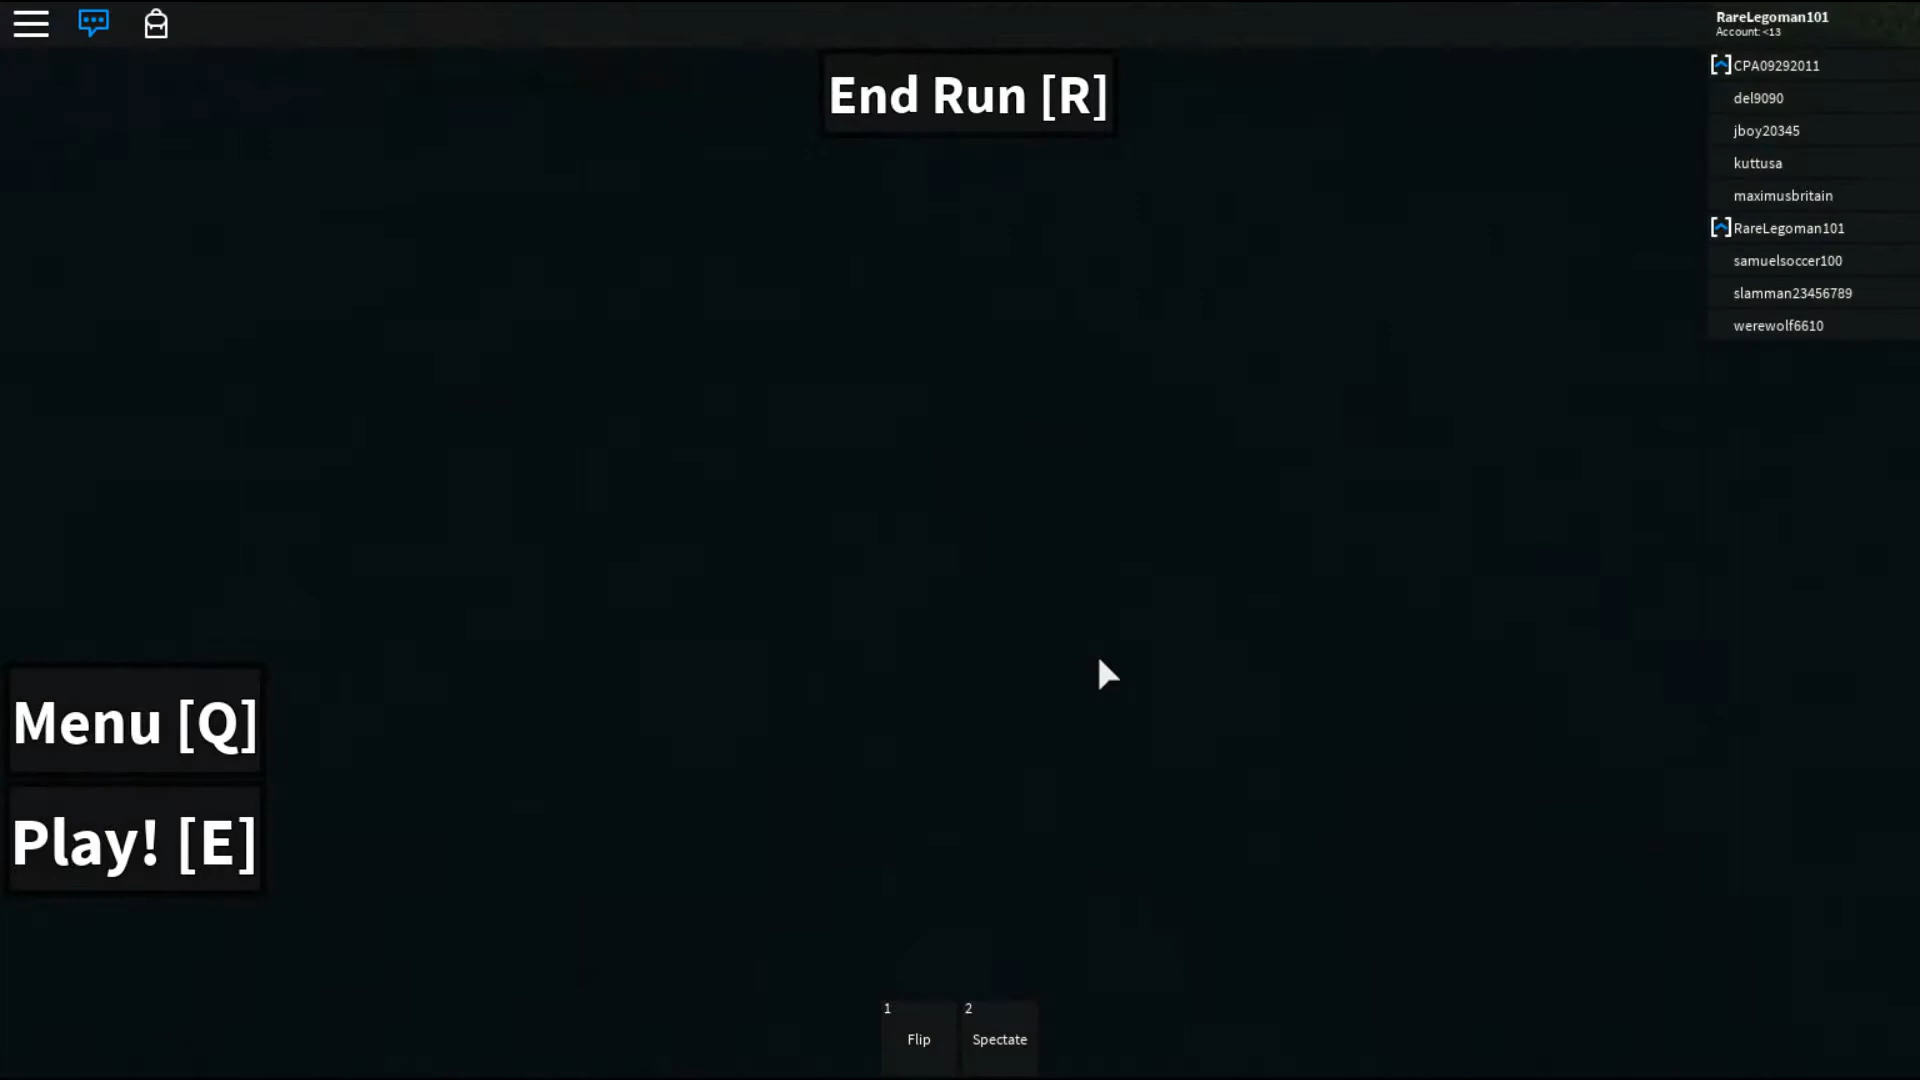 RareLegoman101
Account: <13
CPA09292011
del9090
jboy20345
kuttusa
maximusbritain
RareLegoman101
samuelsoccer100
slamman23456789
werewolf6610
End Run [R]
Menu [Q]
Play! [E]
1
Flip
2
Spectate